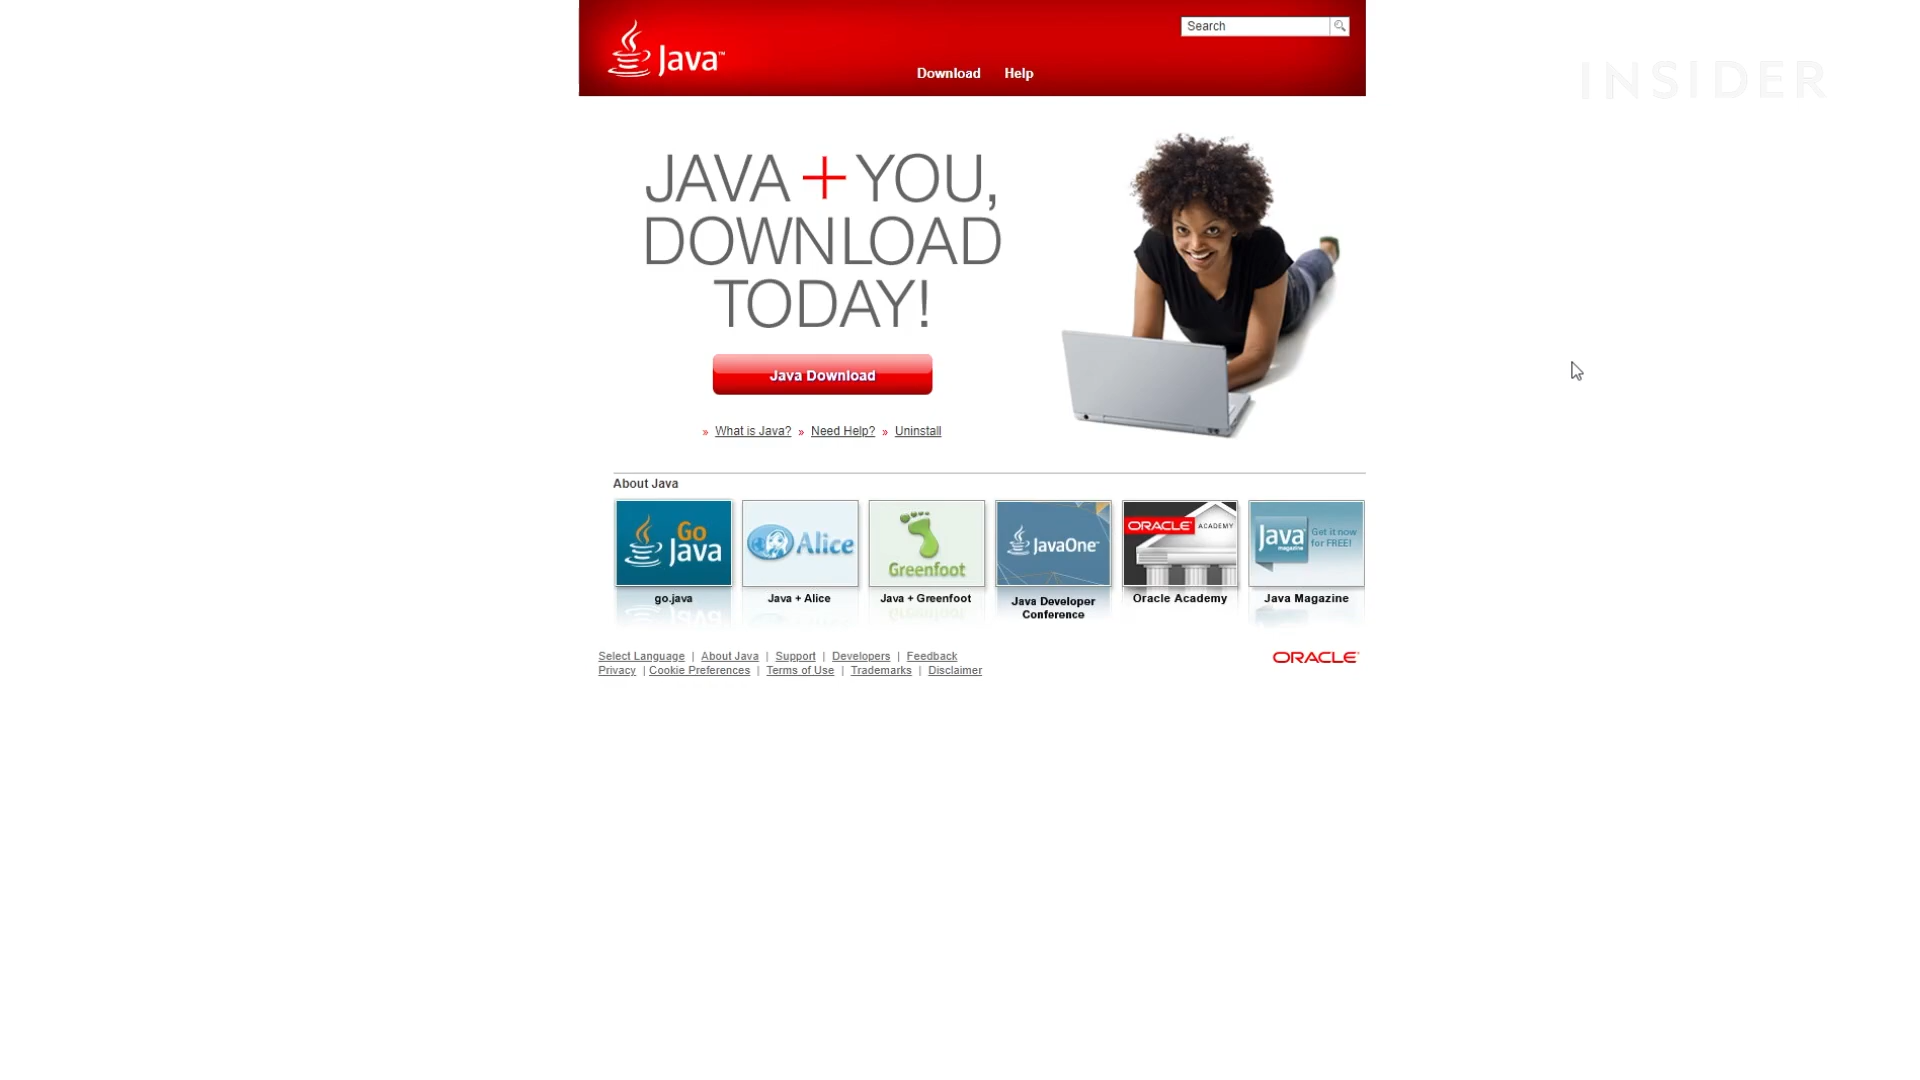 Java™
Search
Download Help
INSIDER
JAVA + YOU,
DOWNLOAD
TODAY!
Java Download
» What is Java? » Need Help? » Uninstall
About Java
Go
Java
Alice
Greenfoot
JavaOne™
ORACLE ACADEMY
Java magazine
Get it now
for FREE!
go.java
Java + Alice
Java + Greenfoot
Java Developer
Conference
Oracle Academy
Java Magazine
Select Language | About Java | Support | Developers | Feedback
Privacy | Cookie Preferences | Terms of Use | Trademarks | Disclaimer
ORACLE